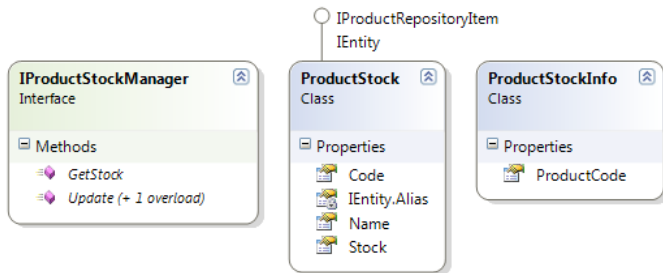 IProductRepositoryItem
IEntity
IProductStockManager
Interface
Methods
GetStock
Update (+ 1 overload)
ProductStock
Class
Properties
Code
IEntity.Alias
Name
Stock
ProductStockInfo
Class
Properties
ProductCode